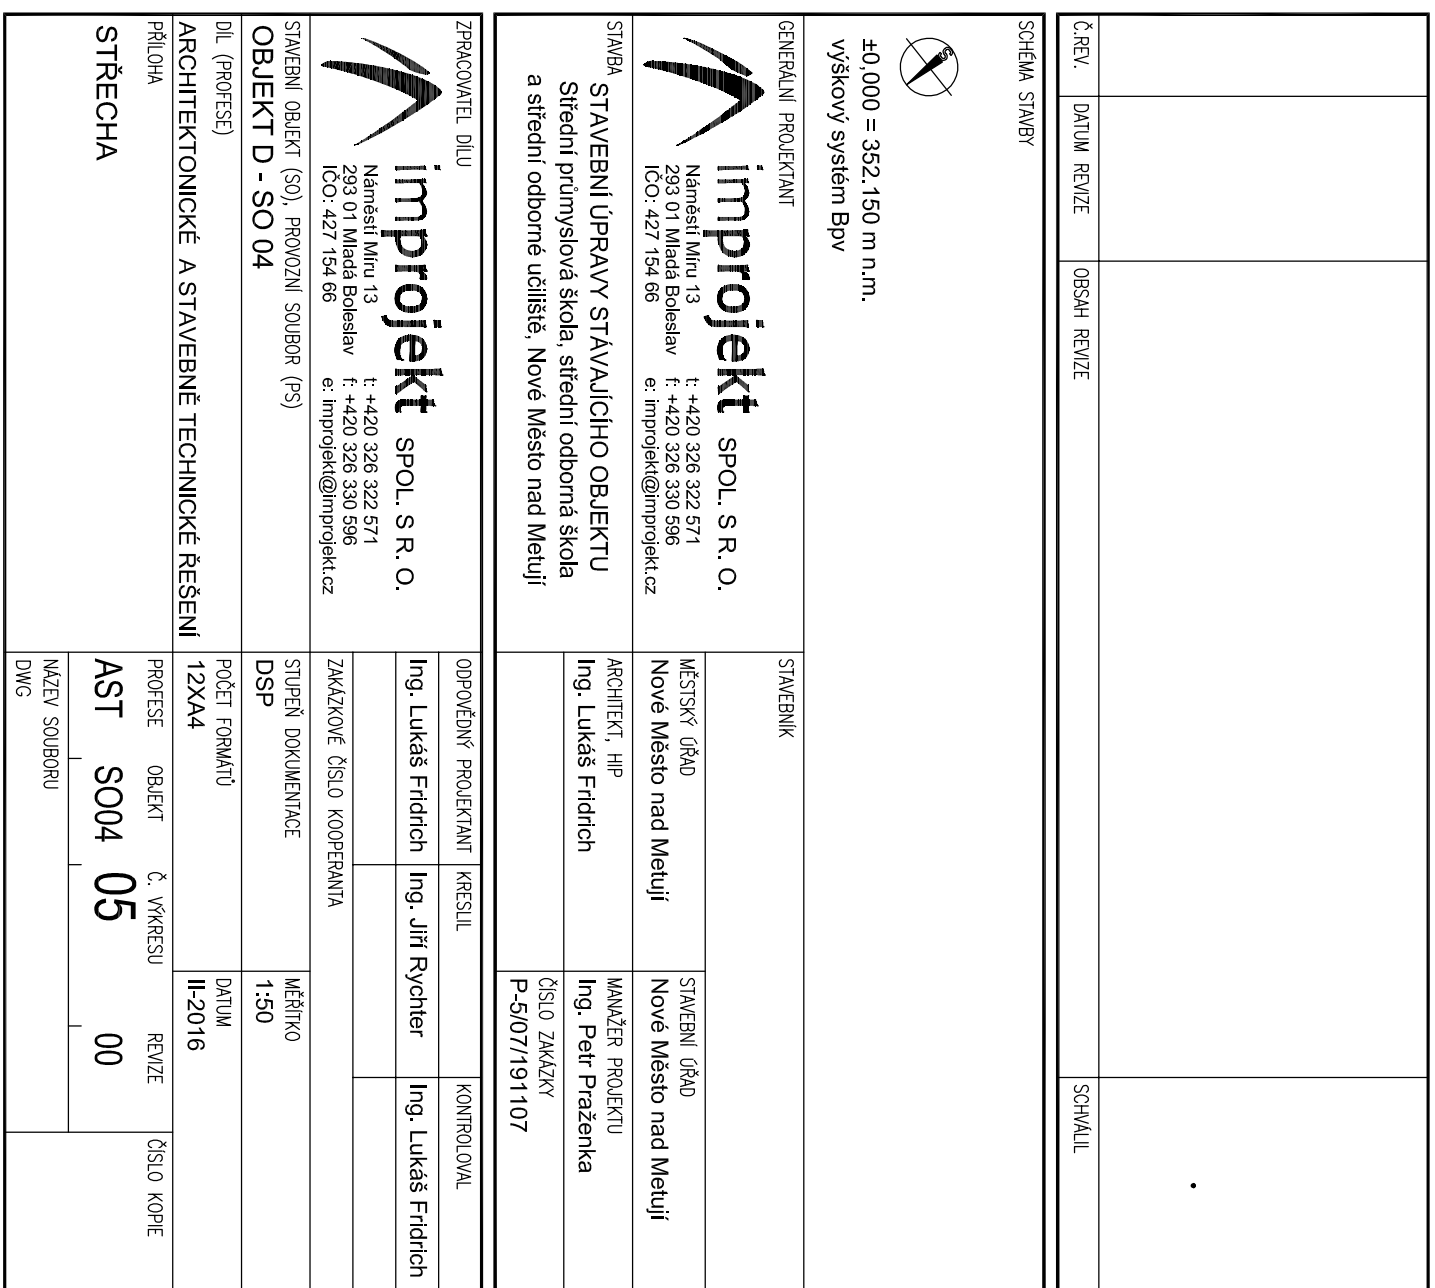 Č.REV.
DATUM REVIZE
OBSAH REVIZE
SCHVÁLIL
SCHÉMA STAVBY
S
±0,000 = 352.150 m n.m.
výškový systém Bpv
GENERÁLNÍ PROJEKTANT
improjekt SPOL. S R. O.
Náměstí Míru 13 t: +420 326 322 571
293 01 Mladá Boleslav f: +420 326 330 596
IČO: 427 154 66 e: improjekt@improjekt.cz
STAVEBNÍK
MĚSTSKÝ ÚŘAD
Nové Město nad Metují
STAVEBNÍ ÚŘAD
Nové Město nad Metují
STAVBA
STAVEBNÍ ÚPRAVY STÁVAJÍCÍHO OBJEKTU
Střední průmyslová škola, střední odborná škola
a střední odborné učiliště, Nové Město nad Metují
ARCHITEKT, HIP
Ing. Lukáš Fridrich
MANAŽER PROJEKTU
Ing. Petr Praženka
ČÍSLO ZAKÁZKY
P-5/07/191107
ZPRACOVATEL DÍLU
improjekt SPOL. S R. O.
Náměstí Míru 13 t: +420 326 322 571
293 01 Mladá Boleslav f: +420 326 330 596
IČO: 427 154 66 e: improjekt@improjekt.cz
ODPOVĚDNÝ PROJEKTANT
Ing. Lukáš Fridrich
KRESLIL
Ing. Jiří Rychter
KONTROLOVAL
Ing. Lukáš Fridrich
ZAKÁZKOVÉ ČÍSLO KOOPERANTA
STAVEBNÍ OBJEKT (SO), PROVOZNÍ SOUBOR (PS)
OBJEKT D - SO 04
STUPEŇ DOKUMENTACE
DSP
MĚŘÍTKO
1:50
DÍL (PROFESE)
ARCHITEKTONICKÉ A STAVEBNĚ TECHNICKÉ ŘEŠENÍ
POČET FORMÁTŮ
12XA4
DATUM
II-2016
PŘÍLOHA
STŘECHA
PROFESE OBJEKT Č. VÝKRESU REVIZE
AST SO04 05 00
ČÍSLO KOPIE
NÁZEV SOUBORU
DWG